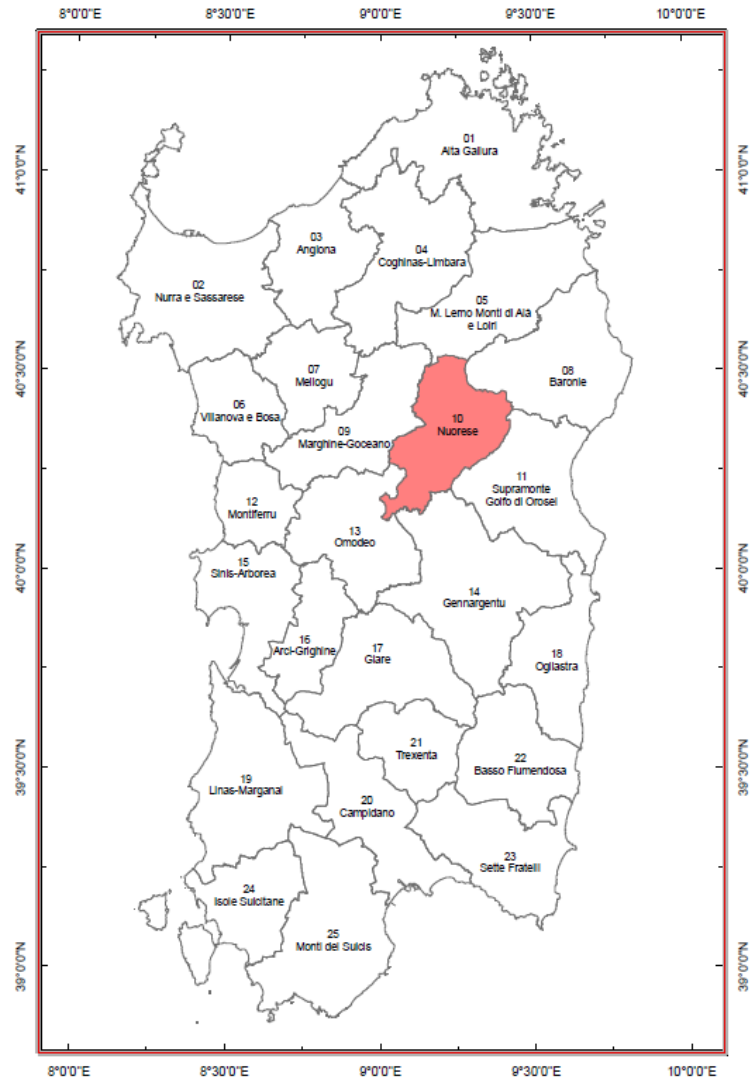 8°0'0"E 8°30'0"E 9°0'0"E 9°30'0"E 10°0'0"E
41°0'0"N
40°30'0"N
40°0'0"N
39°30'0"N
39°0'0"N
01
Alta Gallura
03
Anglona
04
Coghinas-Limbara
02
Nurra e Sassarese
05
M. Lerno Monti di Alà
e Loiri
07
Mellogu
08
Baronie
06
Villanova e Bosa
10
Nuorese
09
Marghine-Goceano
11
Supramonte
Golfo di Orosei
12
Montiferru
13
Omodeo
15
Sinis-Arborea
14
Gennargentu
16
Arci-Grighine
17
Giare
18
Ogliastra
21
Trexenta
22
Basso Flumendosa
19
Linas-Marganai
20
Campidano
23
Sette Fratelli
24
Isole Sulcitane
25
Monti del Sulcis
41°0'0"N
40°30'0"N
40°0'0"N
39°30'0"N
39°0'0"N
8°0'0"E 8°30'0"E 9°0'0"E 9°30'0"E 10°0'0"E